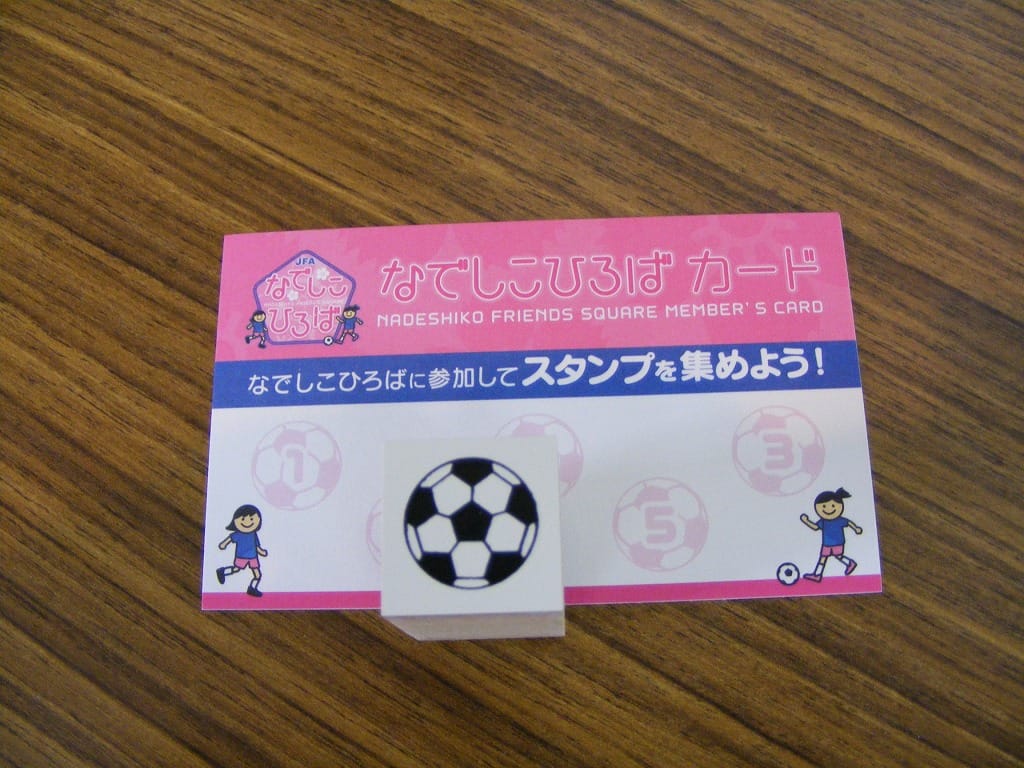 JFA
なでしこ
ひろば
なでしこひろば カード
NADESHIKO FRIENDS SQUARE MEMBER'S CARD
なでしこひろばに参加してスタンプを集めよう!
1
3
5